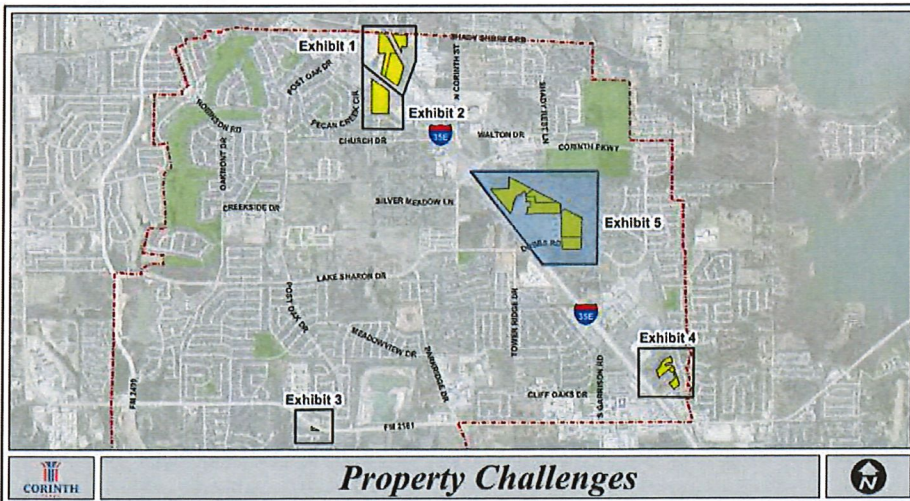 SHADY SHORES RD
Exhibit 1
POST OAK DR
N CORINTH ST
PECAN CREEK CIR
SHADY REST LN
ROBINSON RD
Exhibit 2
35E
WALTON DR
CHURCH DR
CORINTH PKWY
OAKMONT DR
SILVER MEADOW LN
CREEKSIDE DR
Exhibit 5
DOBBS RD
LAKE SHARON DR
POST OAK DR
TOWER RIDGE DR
35E
MEADOWVIEW DR
Exhibit 4
PARKRIDGE DR
S GARRISON RD
FM 2499
CLIFF OAKS DR
Exhibit 3
FM 2181
CORINTH
Property Challenges
N